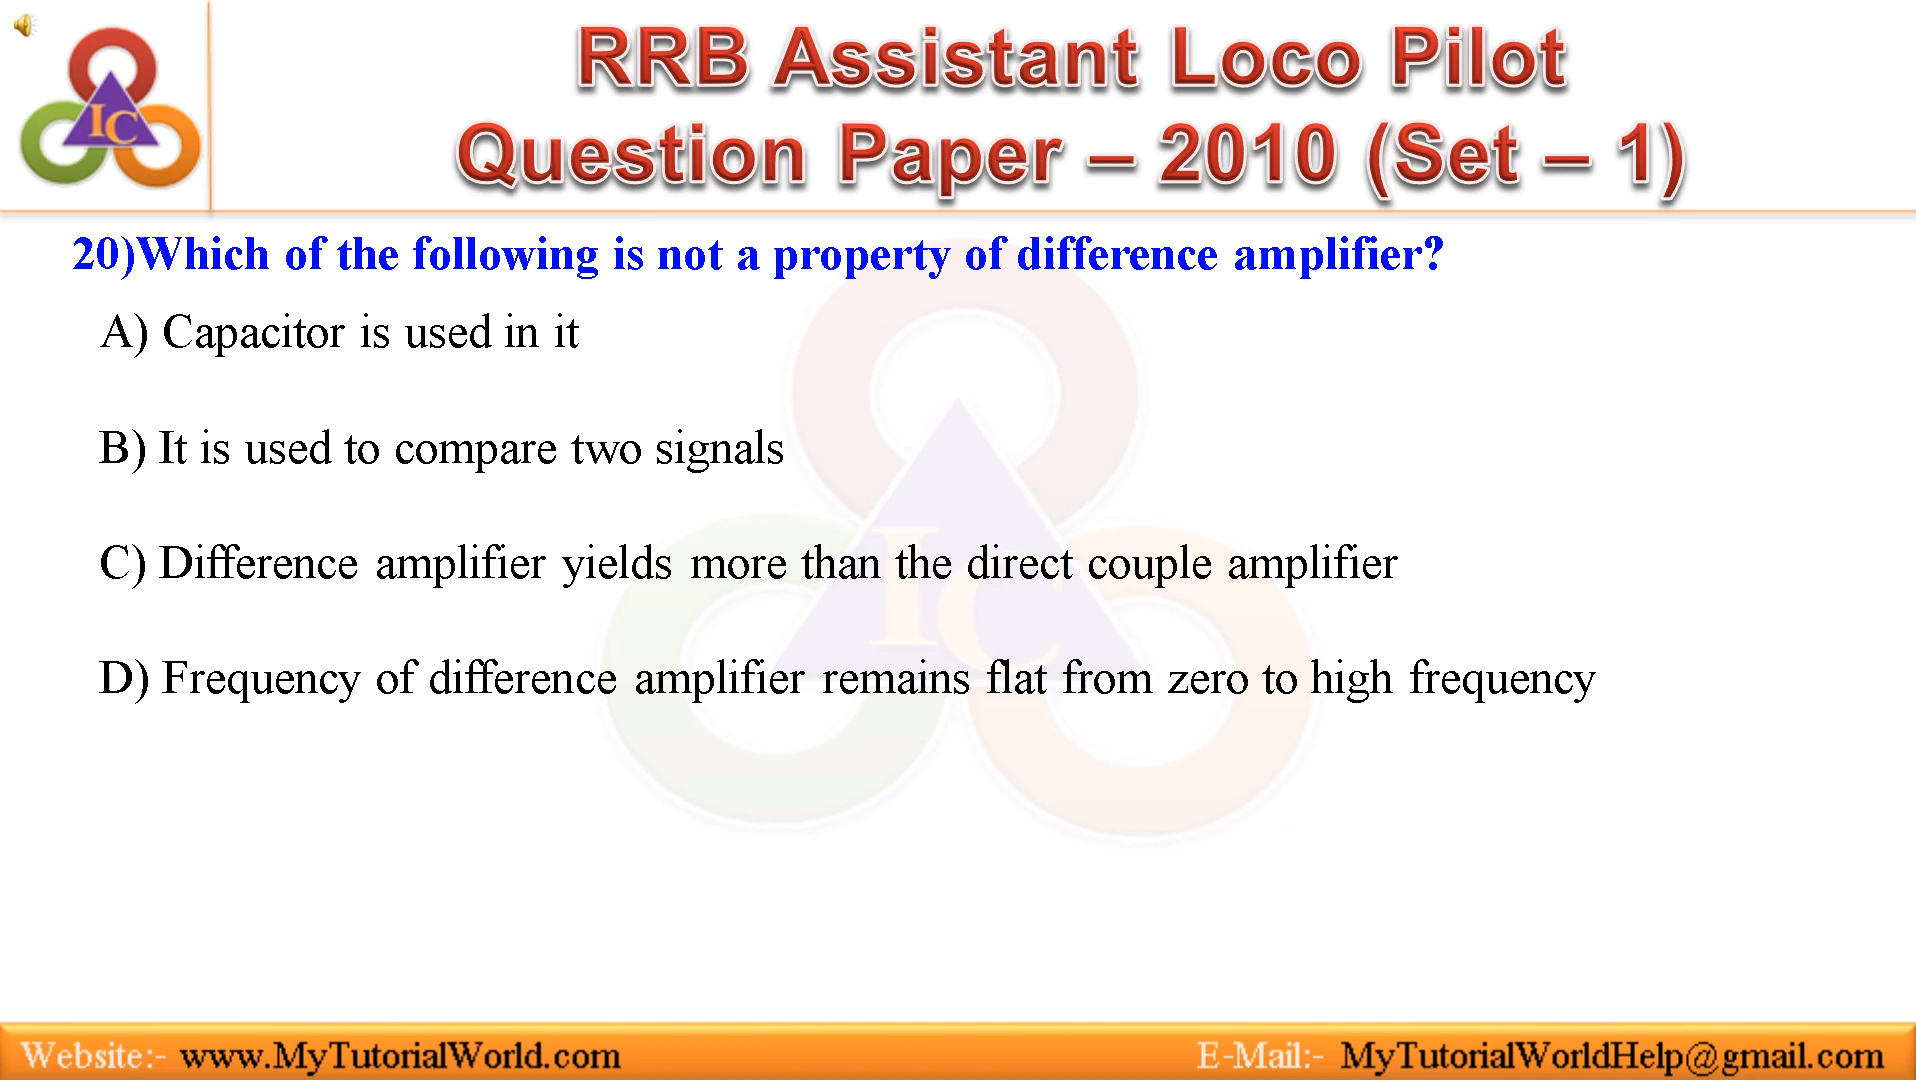 IC
RRB Assistant Loco Pilot
Question Paper – 2010 (Set – 1)
20)Which of the following is not a property of difference amplifier?
A) Capacitor is used in it
B) It is used to compare two signals
C) Difference amplifier yields more than the direct couple amplifier
IC
D) Frequency of difference amplifier remains flat from zero to high frequency
Website:- www.MyTutorialWorld.com E-Mail:- MyTutorialWorldHelp@gmail.com